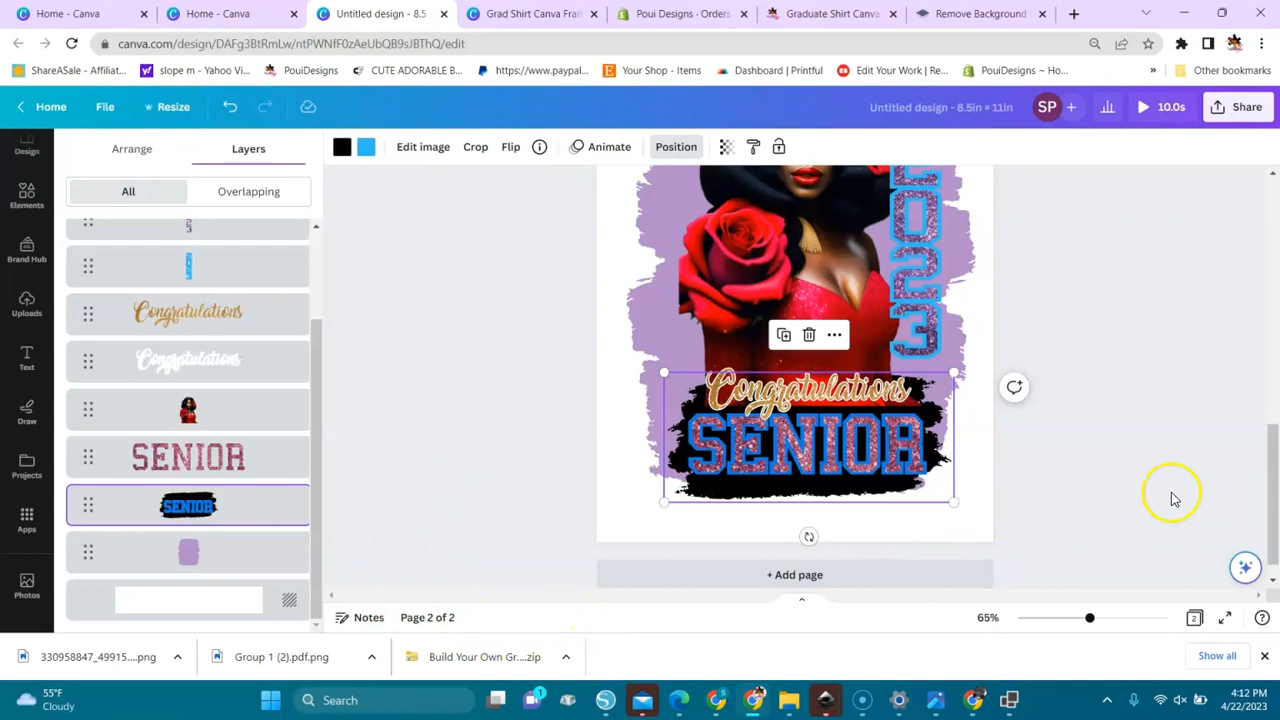 Home - Canva
Home - Canva
Untitled design - 8.5
Grad Shirt Canva Fram
Poui Designs · Orders
Graduate Shirt Canva
Remove Background
canva.com/design/DAFg3BtRmLw/ntPWNfF0zAeUbQB9sJBThQ/edit
ShareASale - Affiliat...
slope m - Yahoo Vi...
PouiDesigns
CUTE ADORABLE B...
https://www.paypal...
Your Shop - Items
Dashboard | Printful
Edit Your Work | Re...
PouiDesigns ~ Ho...
»
Other bookmarks
Home
File
Resize
Untitled design - 8.5in × 11in
SP
10.0s
Share
Design
Elements
Brand Hub
Uploads
Text
Draw
Projects
Apps
Photos
Arrange
Layers
All
Overlapping
Congratulations
Congratulations
SENIOR
SENIOR
Edit image
Crop
Flip
Animate
Position
2023
Congratulations
SENIOR
+ Add page
Notes
Page 2 of 2
65%
2
330958847_49915....png
Group 1 (2).pdf.png
Build Your Own Gr....zip
Show all
55°F
Cloudy
Search
1
4:12 PM
4/22/2023